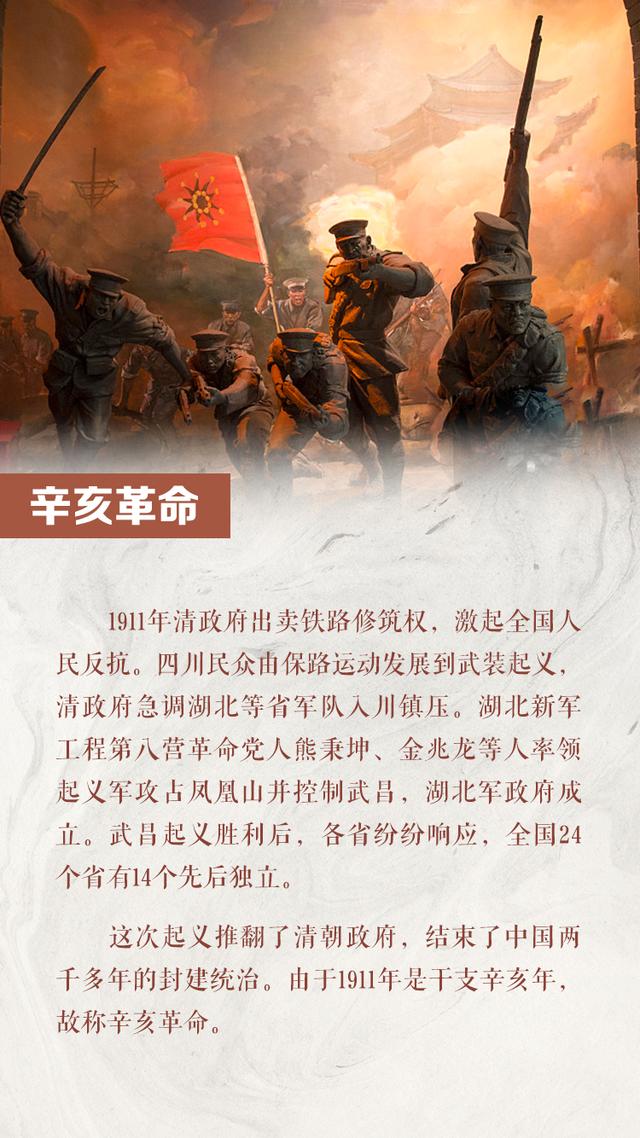 辛亥革命
1911年清政府出卖铁路修筑权，激起全国人
民反抗。四川民众由保路运动发展到武装起义，
清政府急调湖北等省军队入川镇压。湖北新军
工程第八营革命党人熊秉坤、金兆龙等人率领
起义军攻占凤凰山并控制武昌，湖北军政府成
立。武昌起义胜利后，各省纷纷响应，全国24
个省有14个先后独立。
这次起义推翻了清朝政府，结束了中国两
千多年的封建统治。由于1911年是干支辛亥年，
故称辛亥革命。